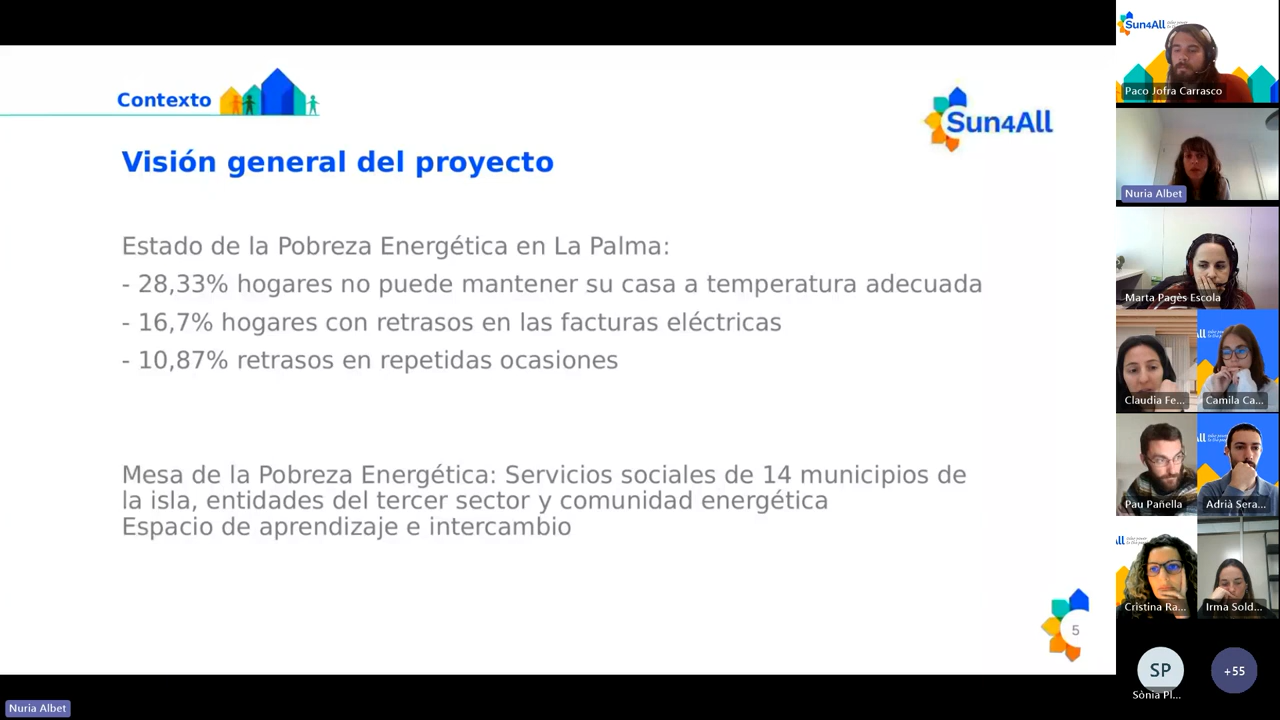 Contexto
Sun4All
Visión general del proyecto
Estado de la Pobreza Energética en La Palma:
- 28,33% hogares no puede mantener su casa a temperatura adecuada
- 16,7% hogares con retrasos en las facturas eléctricas
- 10,87% retrasos en repetidas ocasiones
Mesa de la Pobreza Energética: Servicios sociales de 14 municipios de
la isla, entidades del tercer sector y comunidad energética
Espacio de aprendizaje e intercambio
5
Nuria Albet
Sun4All
Paco Jofra Carrasco
Nuria Albet
Marta Pagès Escola
Claudia Fe...
Camila Ca...
Pau Pañella
Adrià Sera...
Cristina Ra...
Irma Sold...
SP
+55
Sònia Pl...